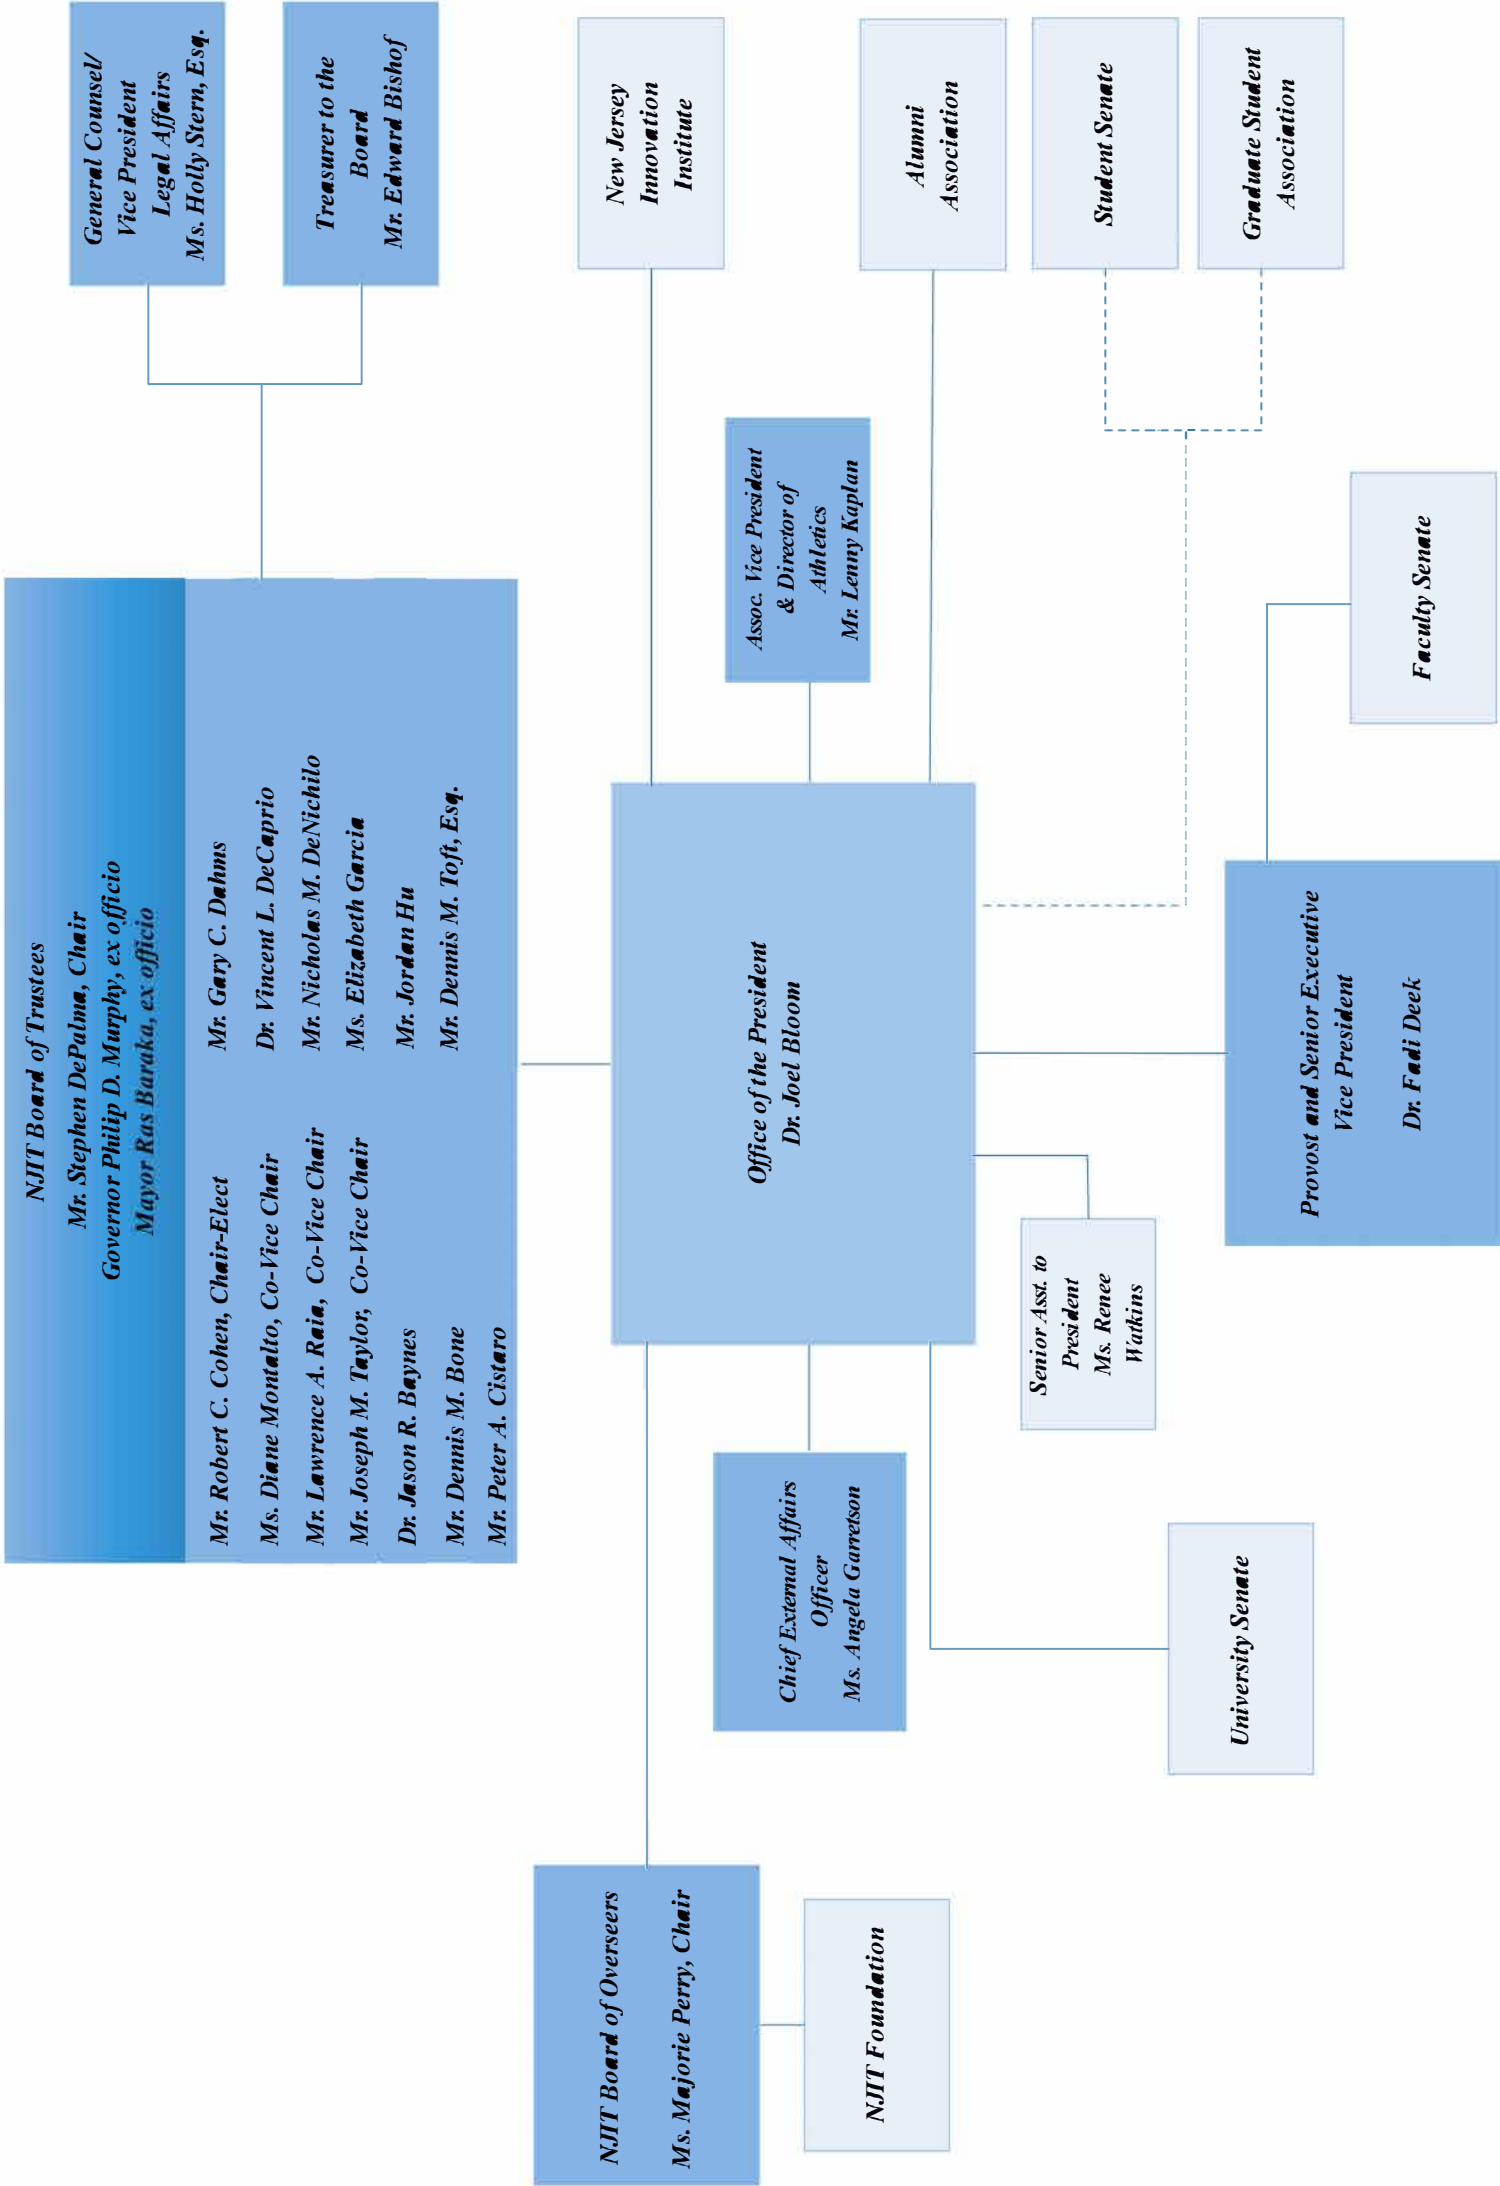 NJIT Board of Trustees
Mr. Stephen DePalma, Chair
Governor Philip D. Murphy, ex officio
Mayor Ras Baraka, ex officio
Mr. Robert C. Cohen, Chair-Elect
Ms. Diane Montalto, Co-Vice Chair
Mr. Lawrence A. Raia, Co-Vice Chair
Mr. Joseph M. Taylor, Co-Vice Chair
Dr. Jason R. Baynes
Mr. Dennis M. Bone
Mr. Peter A. Cistaro
Mr. Gary C. Dahms
Dr. Vincent L. DeCaprio
Mr. Nicholas M. DeNichilo
Ms. Elizabeth Garcia
Mr. Jordan Hu
Mr. Dennis M. Toft, Esq.
General Counsel/
Vice President
Legal Affairs
Ms. Holly Stern, Esq.
Treasurer to the
Board
Mr. Edward Bishof
NJIT Board of Overseers
Ms. Majorie Perry, Chair
NJIT Foundation
Office of the President
Dr. Joel Bloom
New Jersey
Innovation
Institute
Chief External Affairs
Officer
Ms. Angela Garretson
Assoc. Vice President
& Director of
Athletics
Mr. Lenny Kaplan
Alumni
Association
Senior Asst. to
President
Ms. Renee
Watkins
Student Senate
Graduate Student
Association
University Senate
Provost and Senior Executive
Vice President
Dr. Fadi Deek
Faculty Senate